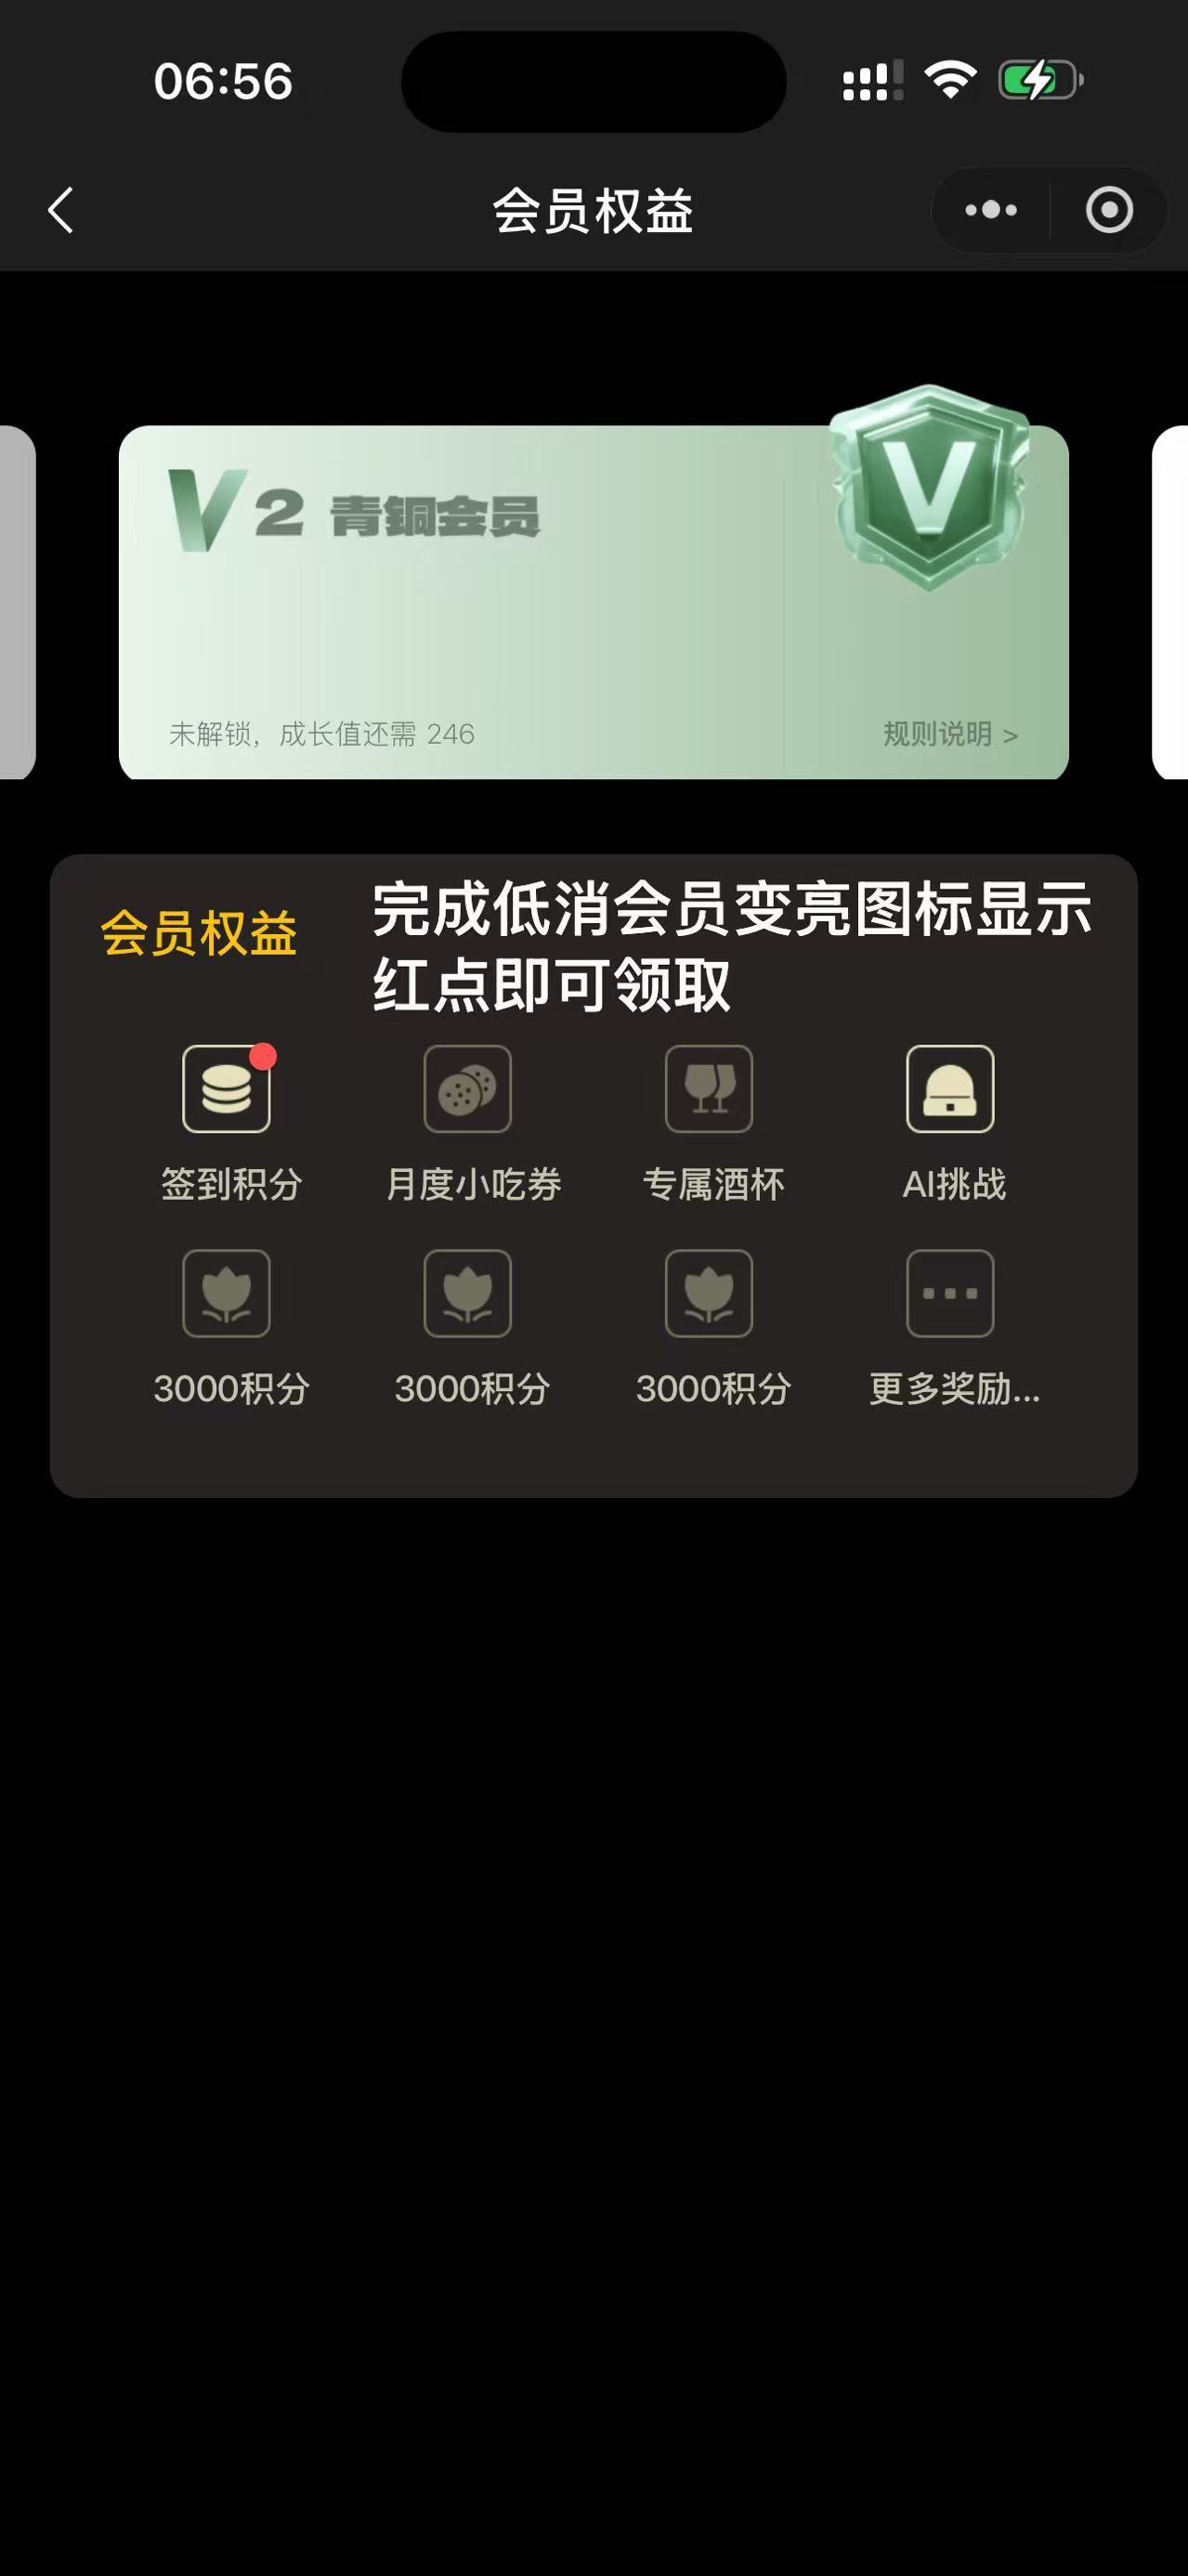 06:56
会员权益
V2 青铜会员
未解锁，成长值还需 246
规则说明 >
会员权益
完成低消会员变亮图标显示
红点即可领取
签到积分
月度小吃券
专属酒杯
AI挑战
3000积分
3000积分
3000积分
更多奖励...